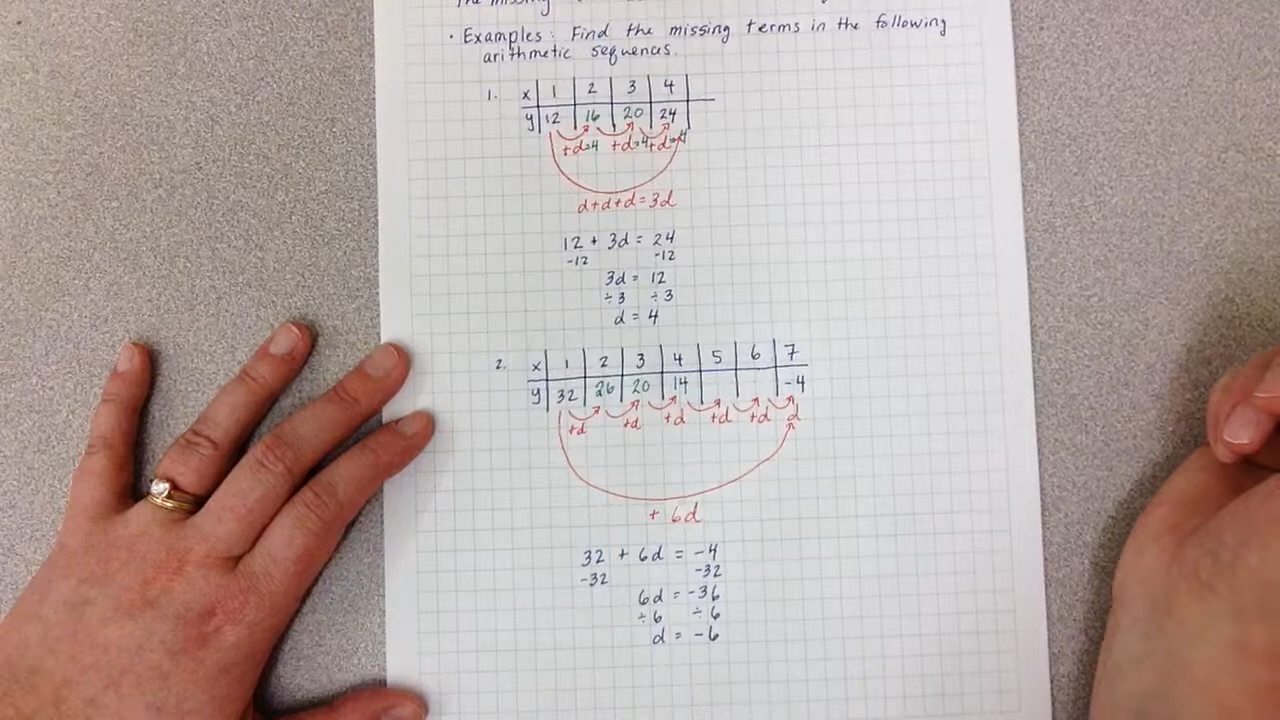 The missing
• Examples: Find the missing terms in the following
arithmetic sequences.
1. x 1 2 3 4
y 12 16 20 24
+d=4 +d=4 +d=4
d+d+d=3d
12 + 3d = 24
-12 -12
3d = 12
÷3 ÷3
d = 4
2. x 1 2 3 4 5 6 7
y 32 26 20 14 -4
+d +d +d +d +d d
+ 6d
32 + 6d = -4
-32 -32
6d = -36
÷6 ÷6
d = -6